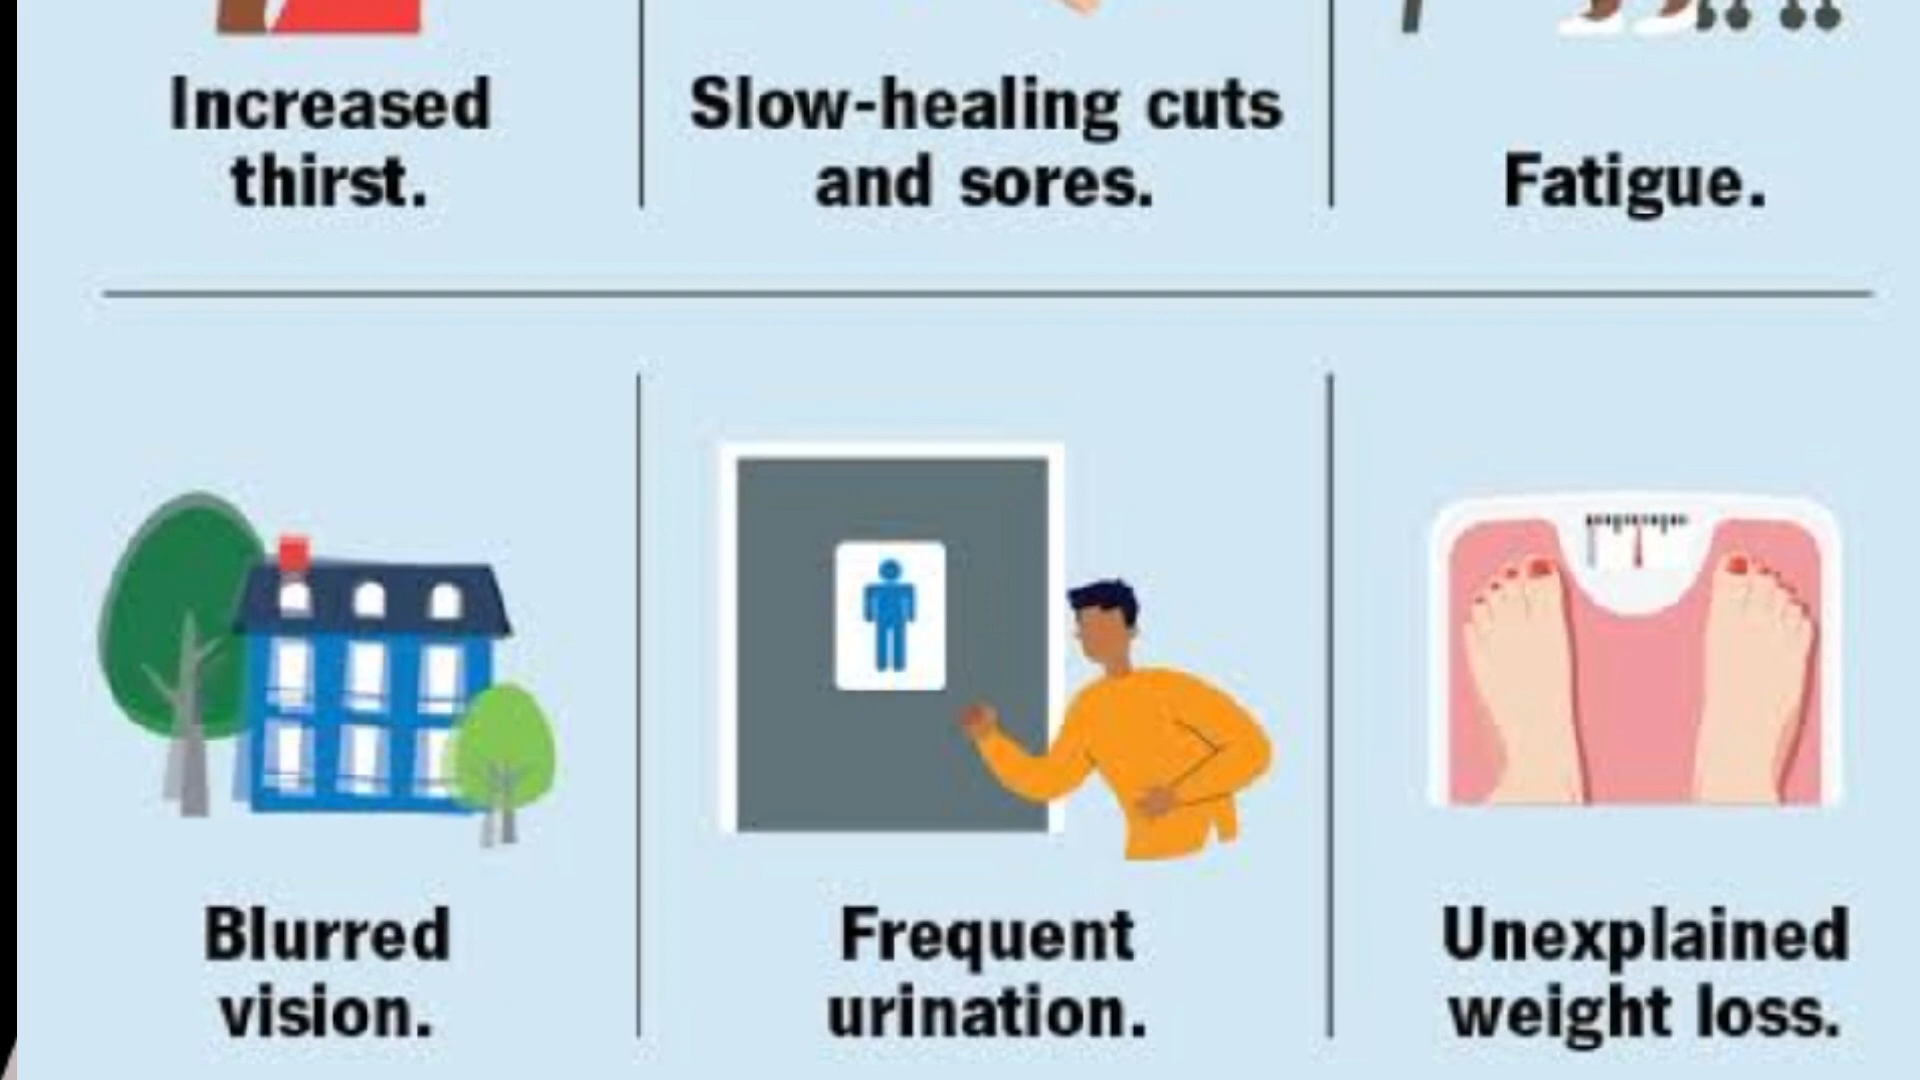 Increased
thirst.
Slow-healing cuts
and sores.
Fatigue.
Blurred
vision.
Frequent
urination.
Unexplained
weight loss.